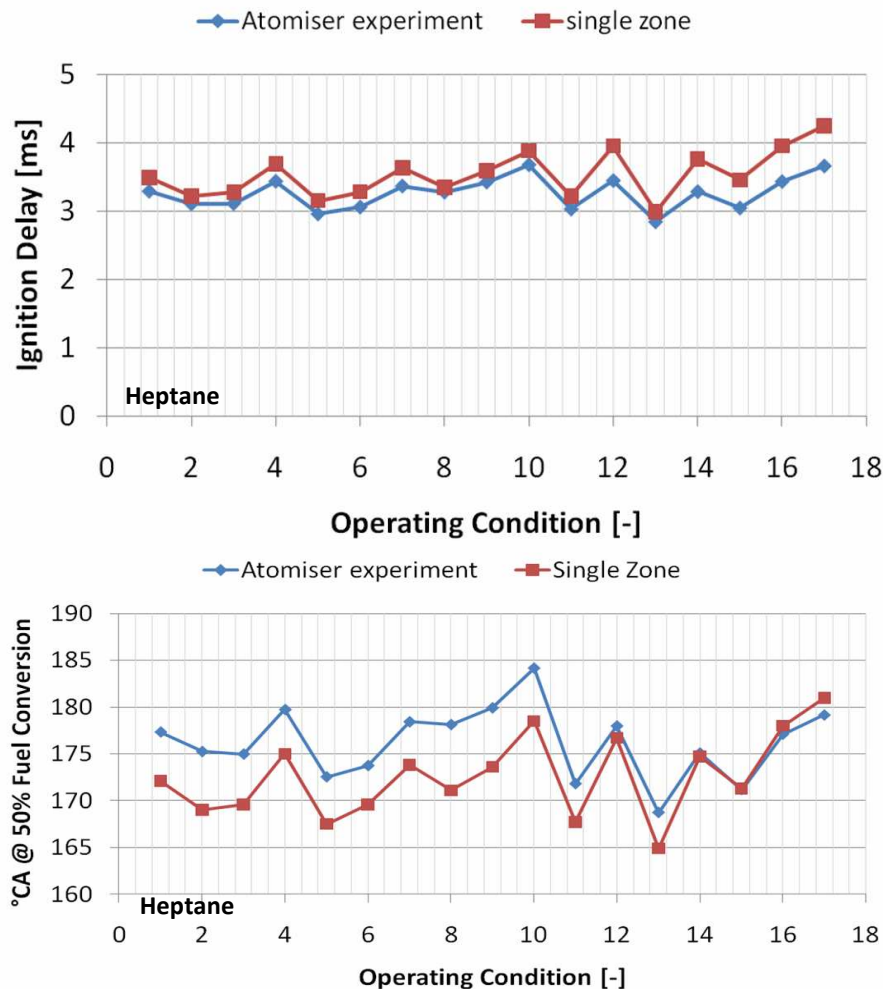 Atomiser experiment single zone
Ignition Delay [ms]
5
4
3
2
1
0
Heptane
0 2 4 6 8 10 12 14 16 18
Operating Condition [-]
Atomiser experiment Single Zone
°CA @ 50% Fuel Conversion
190
185
180
175
170
165
160
Heptane
0 2 4 6 8 10 12 14 16 18
Operating Condition [-]